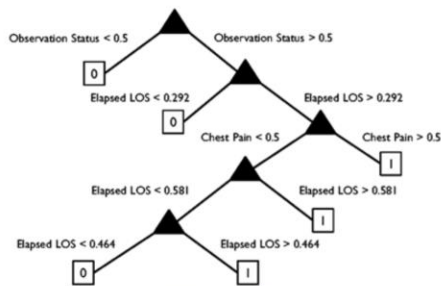 Observation Status < 0.5
Observation Status > 0.5
0
Elapsed LOS < 0.292
Elapsed LOS > 0.292
0
Chest Pain < 0.5
Chest Pain > 0.5
1
Elapsed LOS < 0.581
Elapsed LOS > 0.581
1
Elapsed LOS < 0.464
Elapsed LOS > 0.464
0
1